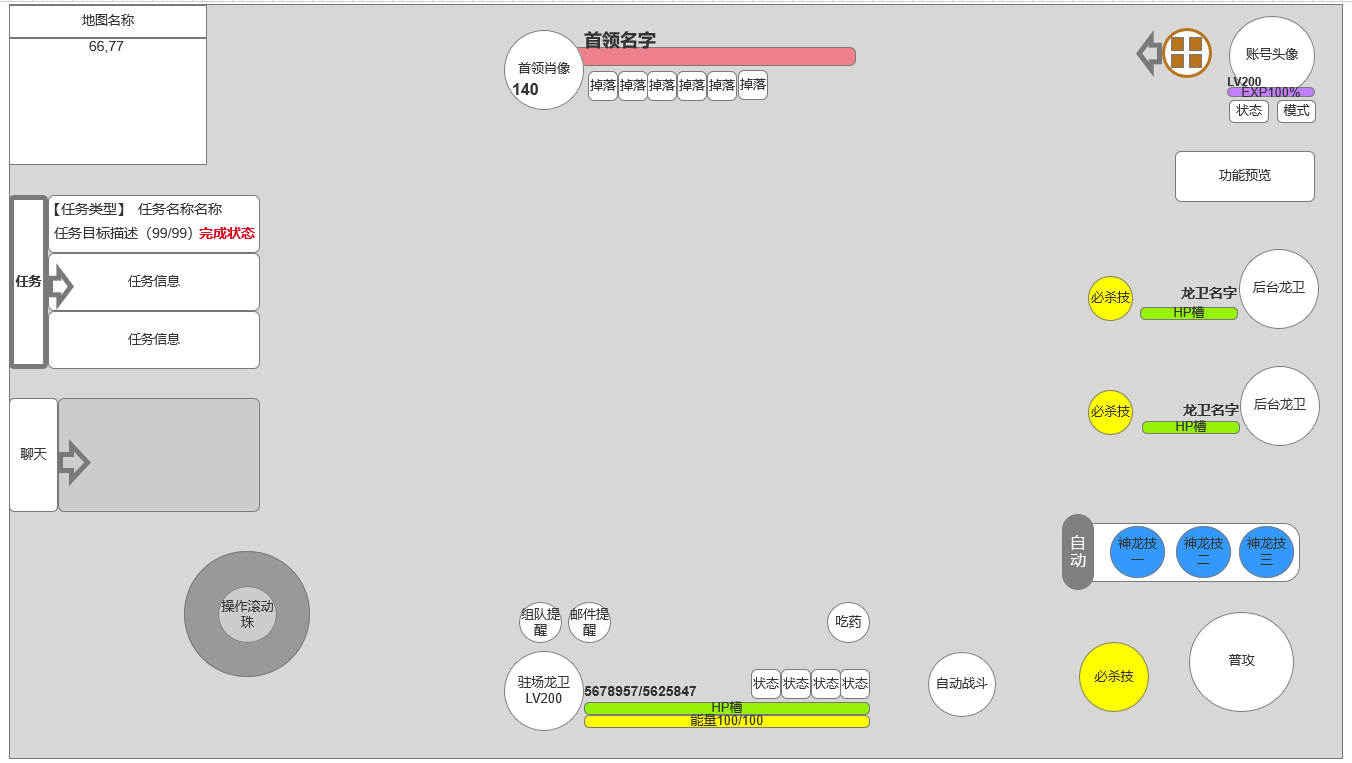 地图名称
66,77
首领名字
首领肖像
140
掉落
掉落
掉落
掉落
掉落
掉落
账号头像
LV200
EXP100%
状态
模式
功能预览
任务
【任务类型】 任务名称名称
任务目标描述（99/99）完成状态
任务信息
任务信息
必杀技
龙卫名字
HP槽
后台龙卫
必杀技
龙卫名字
HP槽
后台龙卫
聊天
自
动
神龙技
一
神龙技
二
神龙技
三
操作滚动
珠
组队提
醒
邮件提
醒
吃药
驻场龙卫
LV200
5678957/5625847
状态
状态
状态
状态
HP槽
能量100/100
自动战斗
必杀技
普攻